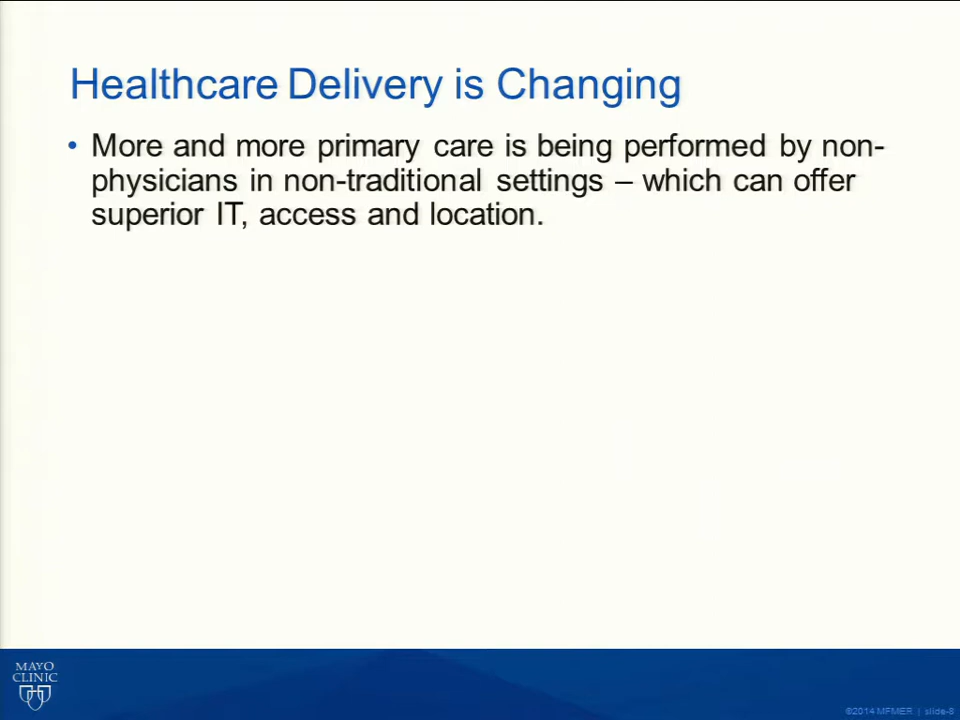 Healthcare Delivery is Changing
• More and more primary care is being performed by non-
physicians in non-traditional settings – which can offer
superior IT, access and location.
MAYO
CLINIC
©2014 MFMER | slide-8